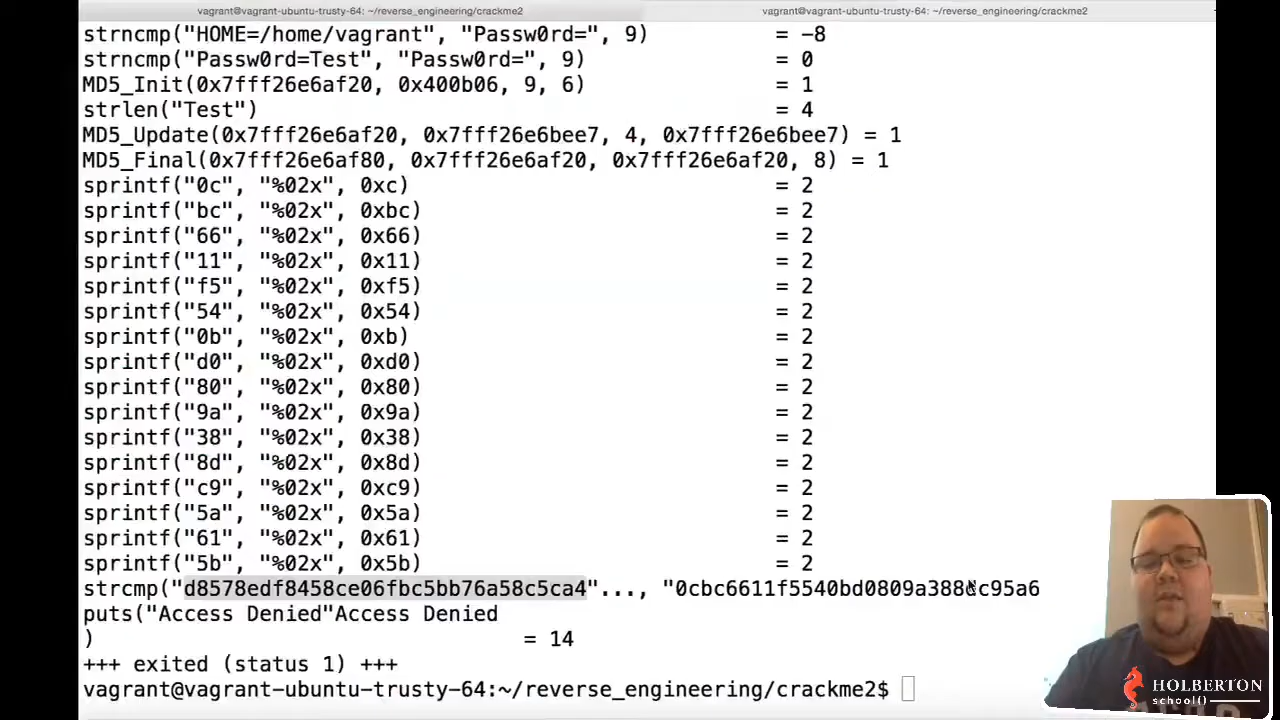 vagrant@vagrant-ubuntu-trusty-64: ~/reverse_engineering/crackme2 vagrant@vagrant-ubuntu-trusty-64: ~/reverse_engineering/crackme2
strncmp("HOME=/home/vagrant", "Passw0rd=", 9) = -8
strncmp("Passw0rd=Test", "Passw0rd=", 9) = 0
MD5_Init(0x7fff26e6af20, 0x400b06, 9, 6) = 1
strlen("Test") = 4
MD5_Update(0x7fff26e6af20, 0x7fff26e6bee7, 4, 0x7fff26e6bee7) = 1
MD5_Final(0x7fff26e6af80, 0x7fff26e6af20, 0x7fff26e6af20, 8) = 1
sprintf("0c", "%02x", 0xc) = 2
sprintf("bc", "%02x", 0xbc) = 2
sprintf("66", "%02x", 0x66) = 2
sprintf("11", "%02x", 0x11) = 2
sprintf("f5", "%02x", 0xf5) = 2
sprintf("54", "%02x", 0x54) = 2
sprintf("0b", "%02x", 0xb) = 2
sprintf("d0", "%02x", 0xd0) = 2
sprintf("80", "%02x", 0x80) = 2
sprintf("9a", "%02x", 0x9a) = 2
sprintf("38", "%02x", 0x38) = 2
sprintf("8d", "%02x", 0x8d) = 2
sprintf("c9", "%02x", 0xc9) = 2
sprintf("5a", "%02x", 0x5a) = 2
sprintf("61", "%02x", 0x61) = 2
sprintf("5b", "%02x", 0x5b) = 2
strcmp("d8578edf8458ce06fbc5bb76a58c5ca4"..., "0cbc6611f5540bd0809a388dc95a6
puts("Access Denied"Access Denied
) = 14
+++ exited (status 1) +++
vagrant@vagrant-ubuntu-trusty-64:~/reverse_engineering/crackme2$
HOLBERTON
school()